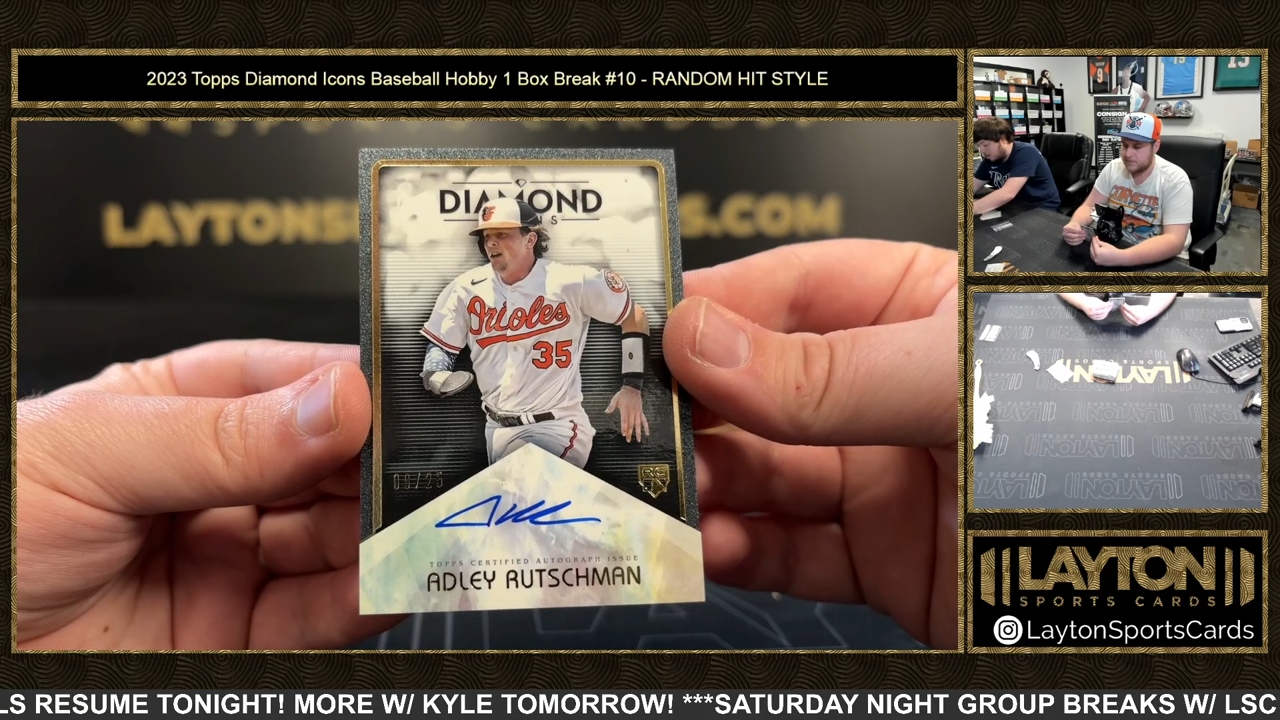 2023 Topps Diamond Icons Baseball Hobby 1 Box Break #10 - RANDOM HIT STYLE
DIAMOND
Orioles
35
RC
TOPPS CERTIFIED AUTOGRAPH ISSUE
ADLEY RUTSCHMAN
LAYTON
SPORTS CARDS
LaytonSportsCards
LS RESUME TONIGHT! MORE W/ KYLE TOMORROW! ***SATURDAY NIGHT GROUP BREAKS W/ LSC